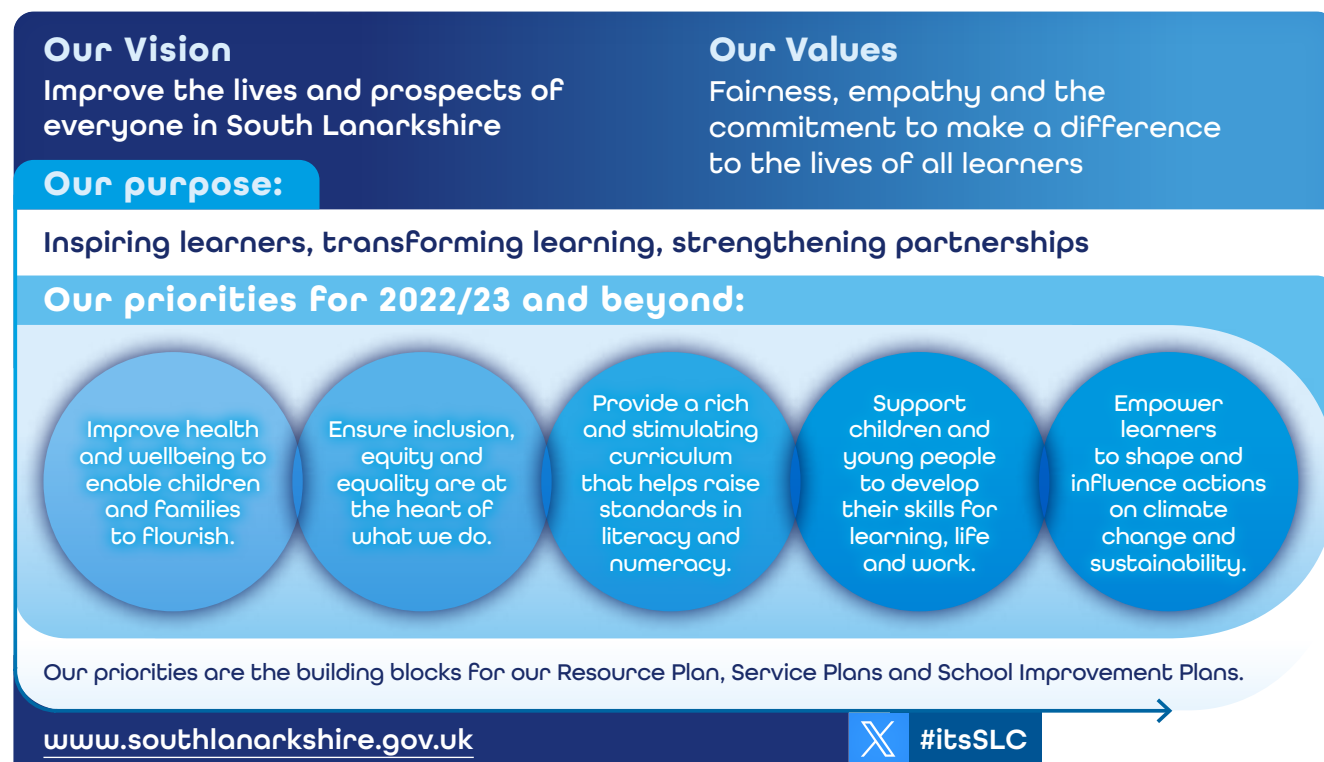 Our Vision
Improve the lives and prospects of
everyone in South Lanarkshire
Our Values
Fairness, empathy and the
commitment to make a difference
to the lives of all learners
Our purpose:
Inspiring learners, transforming learning, strengthening partnerships
Our priorities for 2022/23 and beyond:
Improve health
and wellbeing to
enable children
and families
to flourish.
Ensure inclusion,
equity and
equality are at
the heart of
what we do.
Provide a rich
and stimulating
curriculum
that helps raise
standards in
literacy and
numeracy.
Support
children and
young people
to develop
their skills for
learning, life
and work.
Empower
learners
to shape and
influence actions
on climate
change and
sustainability.
Our priorities are the building blocks for our Resource Plan, Service Plans and School Improvement Plans.
www.southlanarkshire.gov.uk
#itsSLC